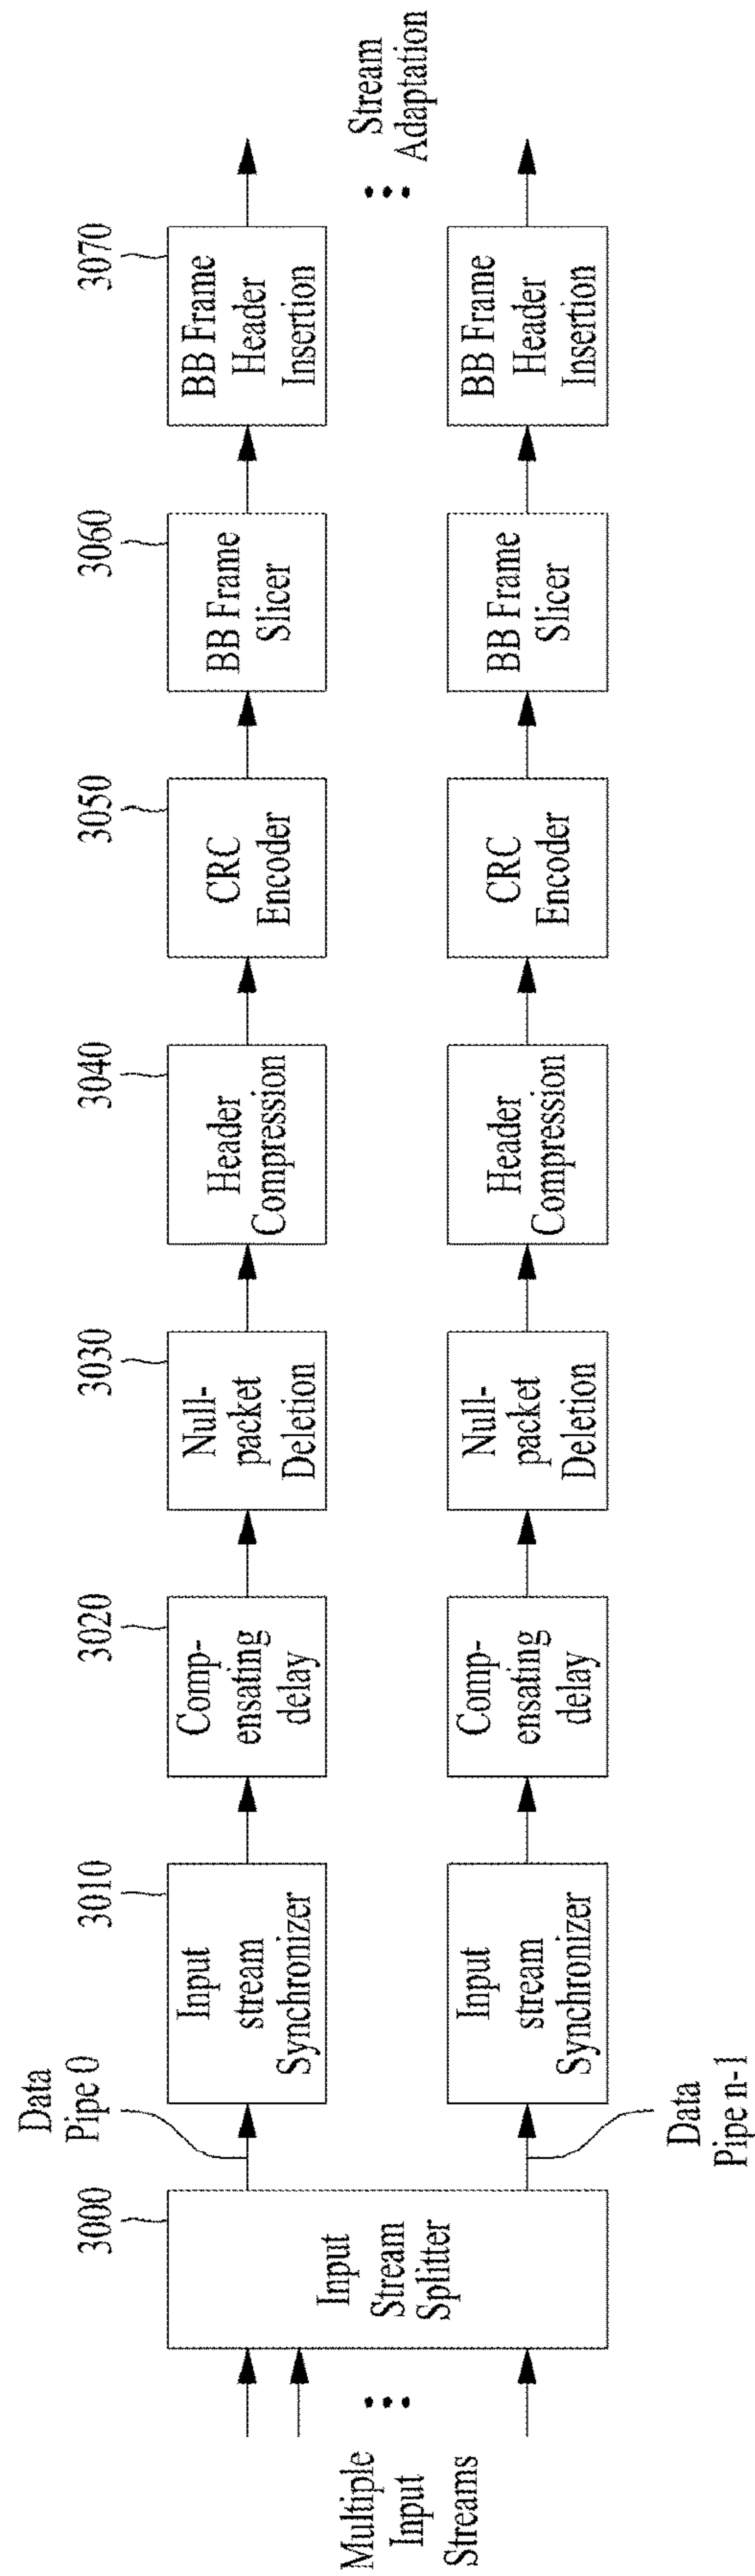 Multiple
Input
Streams
3000
Input
Stream
Splitter
Data
Pipe 0
3010
Input
stream
Synchronizer
3020
Comp-
ensating
delay
3030
Null-
packet
Deletion
3040
Header
Compression
3050
CRC
Encoder
3060
BB Frame
Slicer
3070
BB Frame
Header
Insertion
Data
Pipe n-1
Input
stream
Synchronizer
Comp-
ensating
delay
Null-
packet
Deletion
Header
Compression
CRC
Encoder
BB Frame
Slicer
BB Frame
Header
Insertion
Stream
Adaptation